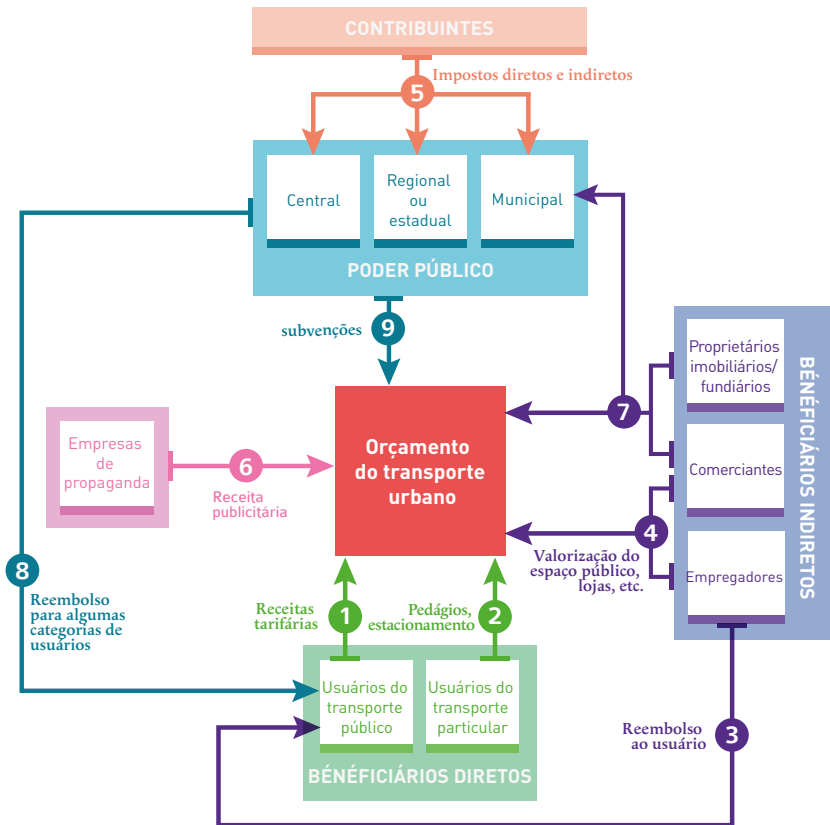 CONTRIBUINTES
Impostos diretos e indiretos
5
Central
Regional
ou
estadual
Municipal
PODER PÚBLICO
subvenções
9
Proprietários
imobiliários/
fundiários
Comerciantes
Empregadores
BÉNÉFICIÁRIOS INDIRETOS
7
Empresas
de
propaganda
6
Receita
publicitária
Orçamento
do transporte
urbano
4
Valorização do
espaço público,
lojas, etc.
8
Reembolso
para algumas
categorias de
usuários
Receitas
tarifárias
1
Pedágios,
estacionamento
2
Usuários do
transporte
público
Usuários do
transporte
particular
BÉNÉFICIÁRIOS DIRETOS
Reembolso
ao usuário
3